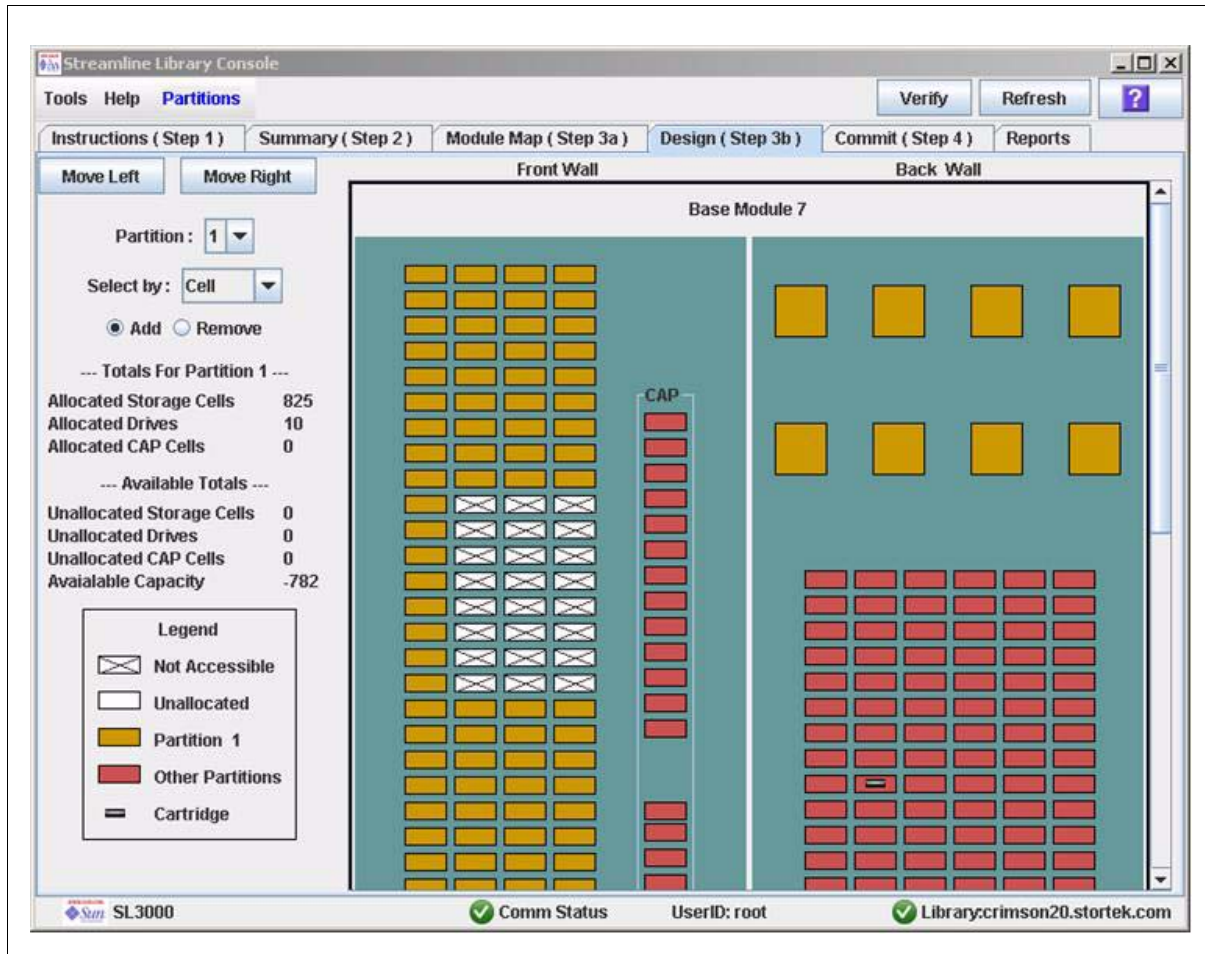 Streamline Library Console
Tools Help Partitions
Verify Refresh ?
Instructions ( Step 1 ) Summary ( Step 2 ) Module Map ( Step 3a ) Design ( Step 3b ) Commit ( Step 4 ) Reports
Move Left Move Right
Front Wall Back Wall
Base Module 7
Partition : 1
Select by : Cell
Add Remove
--- Totals For Partition 1 ---
Allocated Storage Cells 825
Allocated Drives 10
Allocated CAP Cells 0
--- Available Totals ---
Unallocated Storage Cells 0
Unallocated Drives 0
Unallocated CAP Cells 0
Avaialable Capacity -782
Legend
Not Accessible
Unallocated
Partition 1
Other Partitions
Cartridge
CAP
Sun SL3000 Comm Status UserID: root Library:crimson20.stortek.com